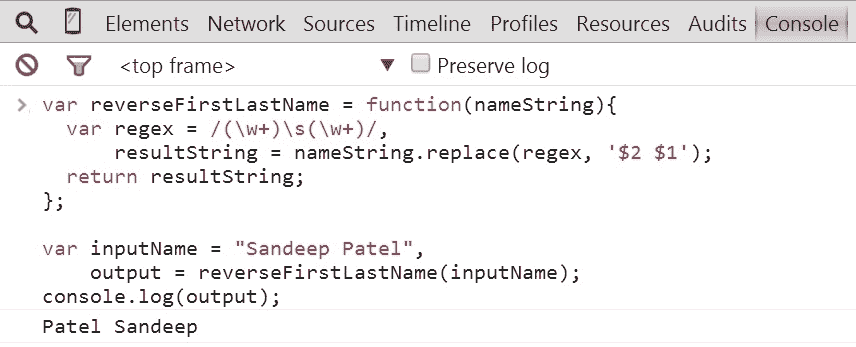 Elements Network Sources Timeline Profiles Resources Audits Console
<top frame> ▼ Preserve log
> var reverseFirstLastName = function(nameString){
  var regex = /(\w+)\s(\w+)/,
      resultString = nameString.replace(regex, '$2 $1');
  return resultString;
};

var inputName = "Sandeep Patel",
    output = reverseFirstLastName(inputName);
console.log(output);
Patel Sandeep